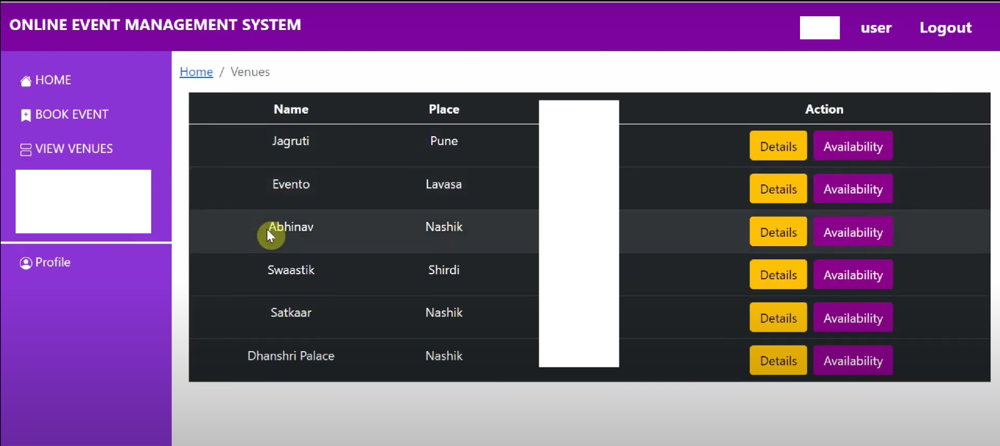 ONLINE EVENT MANAGEMENT SYSTEM
user Logout
HOME
BOOK EVENT
VIEW VENUES
Profile
Home / Venues
Name Place Action
Jagruti Pune Details Availability
Evento Lavasa Details Availability
Abhinav Nashik Details Availability
Swaastik Shirdi Details Availability
Satkaar Nashik Details Availability
Dhanshri Palace Nashik Details Availability